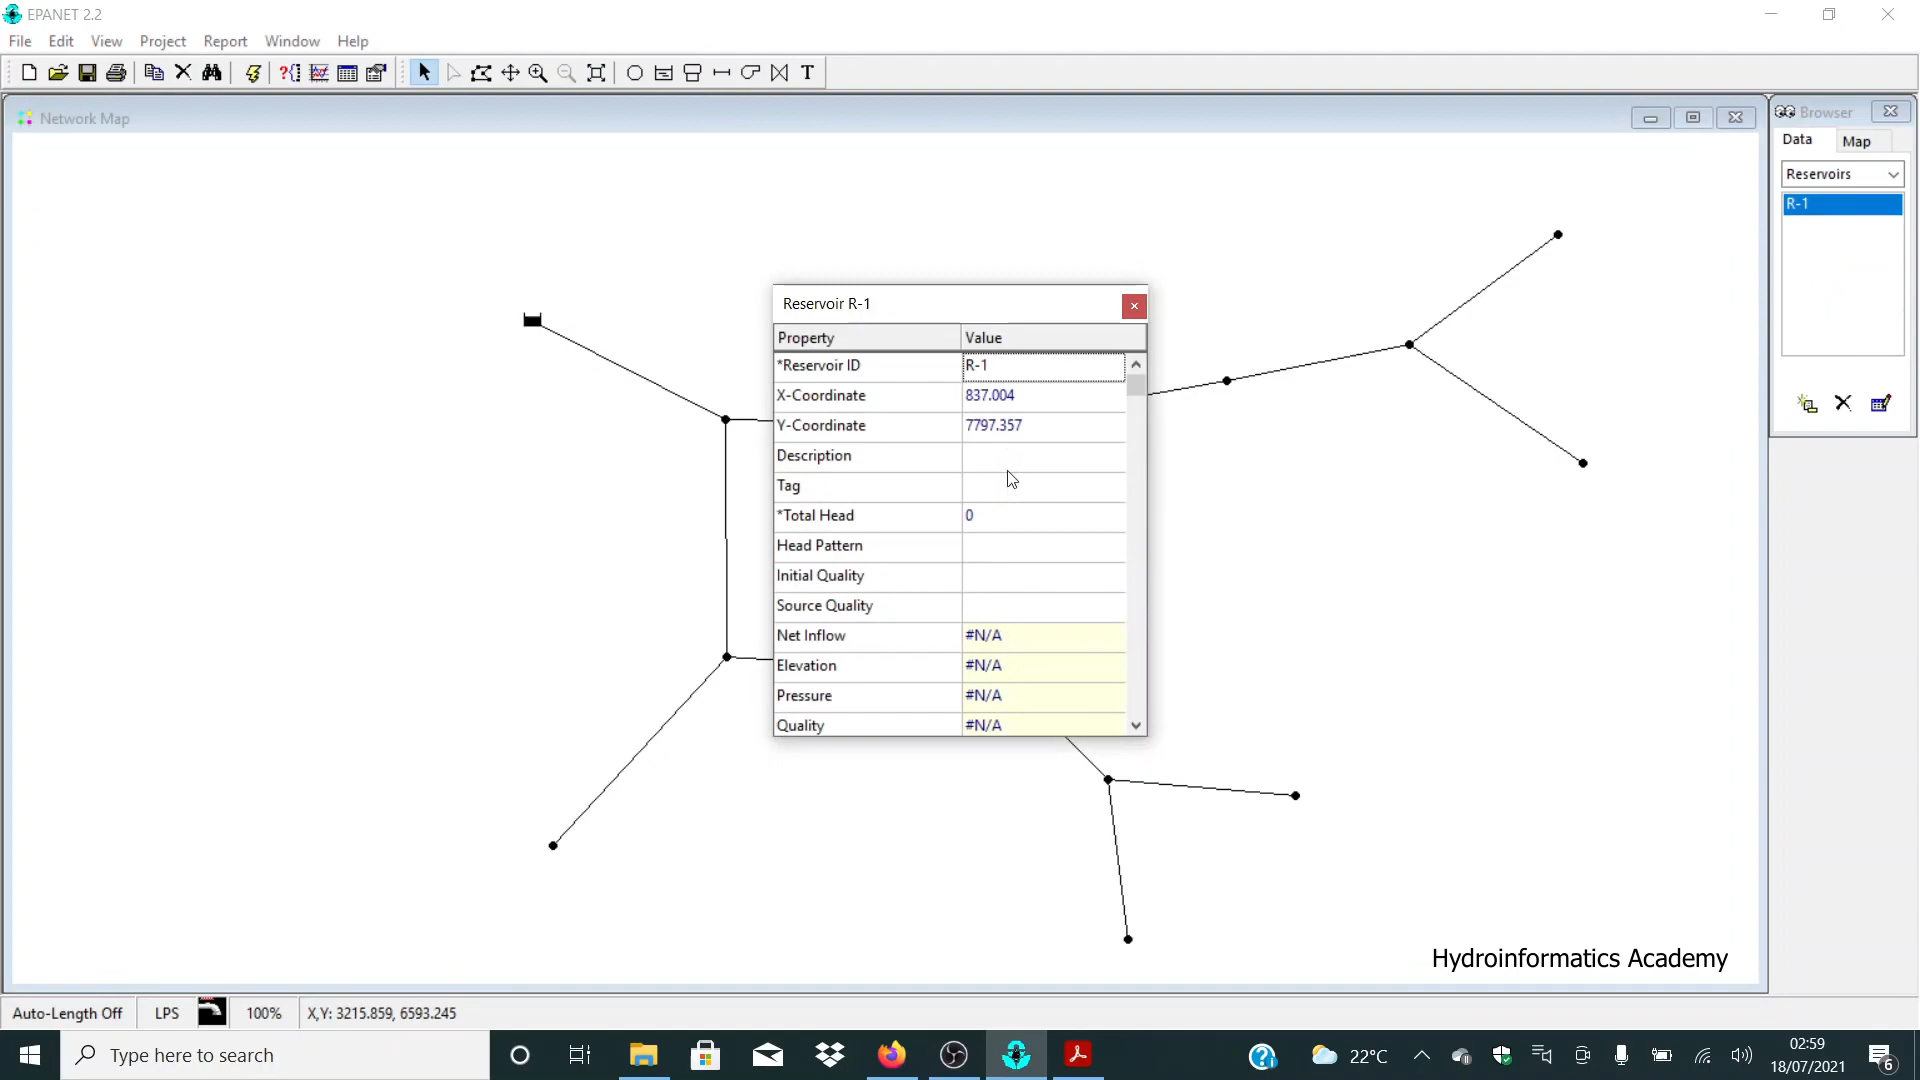 EPANET 2.2
File Edit View Project Report Window Help
Network Map
Browser
Data Map
Reservoirs
R-1
Reservoir R-1
Property Value
*Reservoir ID R-1
X-Coordinate 837.004
Y-Coordinate 7797.357
Description
Tag
*Total Head 0
Head Pattern
Initial Quality
Source Quality
Net Inflow #N/A
Elevation #N/A
Pressure #N/A
Quality #N/A
Hydroinformatics Academy
Auto-Length Off LPS 100% X,Y: 3215.859, 6593.245
Type here to search
22°C
02:59
18/07/2021
6